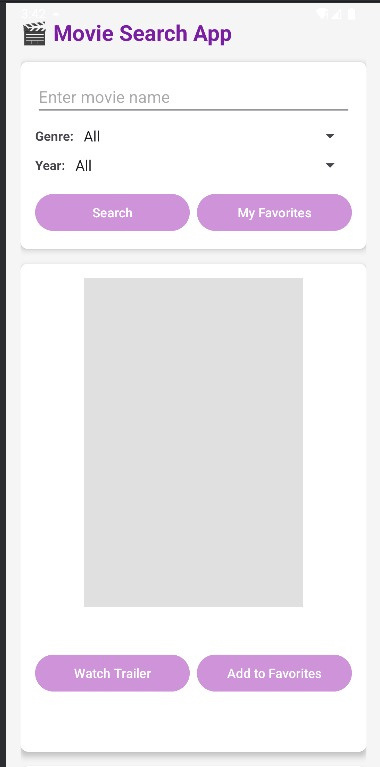 Movie Search App
Enter movie name
Genre: All
Year: All
Search My Favorites
Watch Trailer Add to Favorites